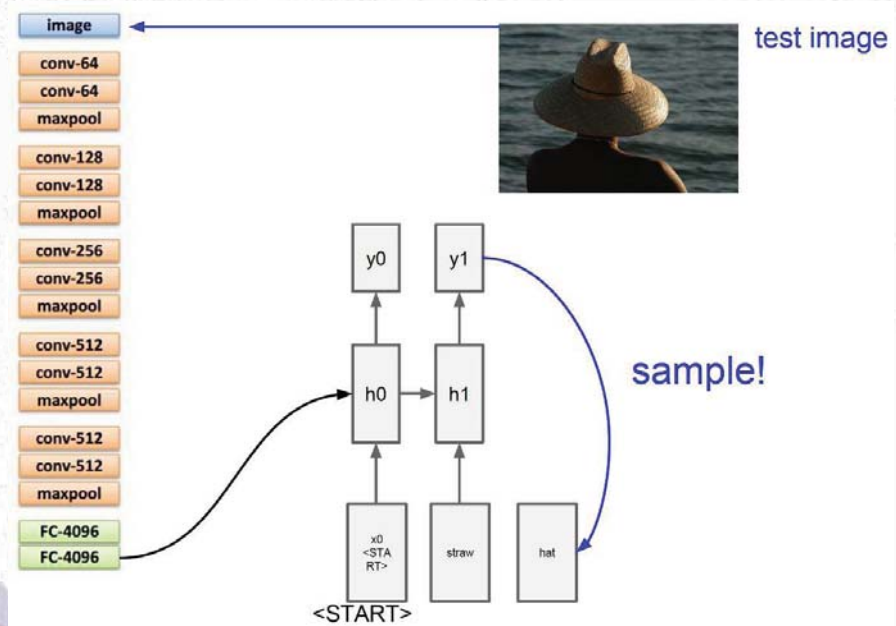 image
test image
conv-64
conv-64
maxpool
conv-128
conv-128
maxpool
conv-256
conv-256
maxpool
conv-512
conv-512
maxpool
conv-512
conv-512
maxpool
FC-4096
FC-4096
y0
y1
h0
h1
sample!
x0
<STA
RT>
straw
hat
<START>